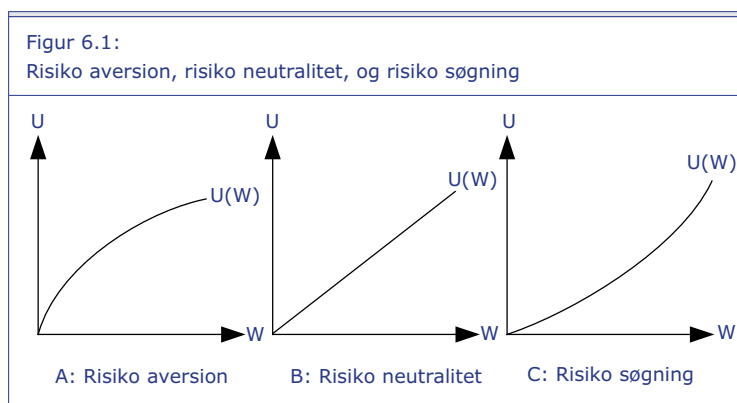 Figur 6.1:
Risiko aversion, risiko neutralitet, og risiko søgning
U
U(W)
W
A: Risiko aversion
U
U(W)
W
B: Risiko neutralitet
U
U(W)
W
C: Risiko søgning